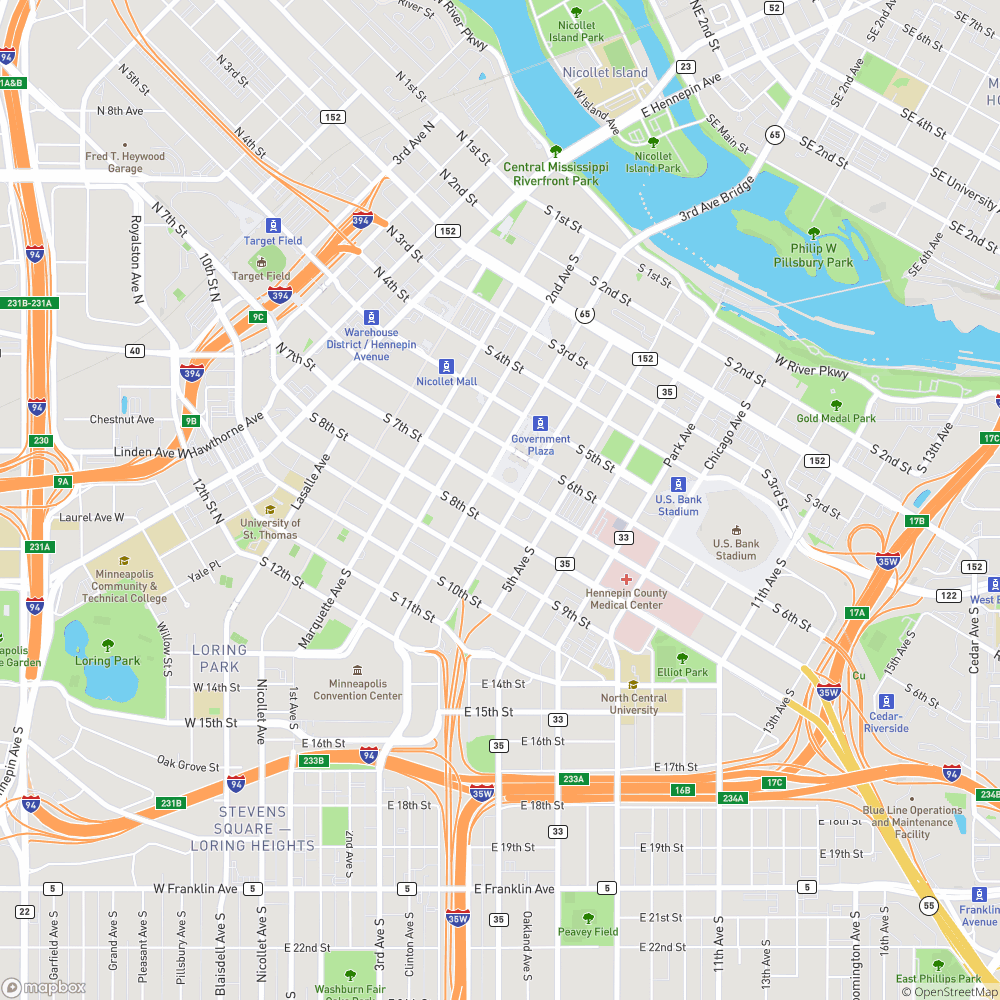 Nicollet
Island Park
52
River St
W River Pkwy
NE 2nd St
SE 2nd Ave
SE 7th St
SE 6th St
94
N 3rd St
N 5th St
N 1st St
Nicollet Island
23
E Hennepin Ave
W Island Ave
SE 2nd Ave
SE 4th St
N 8th Ave
152
N 4th St
3rd Ave N
N 1st St
SE Main St
65
SE 2nd St
Fred T. Heywood
Garage
Central Mississippi
Riverfront Park
Nicollet
Island Park
SE University
N 2nd St
3rd Ave Bridge
N 7th St
Royalston Ave N
394
S 1st St
SE 2nd St
Target Field
152
N 3rd St
Philip W
Pillsbury Park
94
10th St N
Target Field
N 4th St
2nd Ave S
S 1st St
SE 6th Ave
231B-231A
394
S 2nd St
9C
Warehouse
District / Hennepin
Avenue
65
40
N 7th St
S 4th St
S 3rd St
152
S 2nd St
W River Pkwy
394
Nicollet Mall
35
94
Chestnut Ave
9B
S 8th St
S 7th St
Gold Medal Park
230
Linden Ave W
Hawthorne Ave
Government
Plaza
S 5th St
Park Ave
Chicago Ave S
17C
S 13th Ave
152
S 2nd St
9A
Lasalle Ave
12th St N
S 8th St
S 6th St
U.S. Bank
Stadium
S 3rd St
S 3rd St
Laurel Ave W
University of
St. Thomas
17B
231A
33
U.S. Bank
Stadium
Minneapolis
Community &
Technical College
Yale Pl
S 12th St
5th Ave S
35
35W
152
94
Marquette Ave S
S 10th St
S 11th St
S 9th St
Hennepin County
Medical Center
11th Ave S
S 6th St
17A
122
Loring Park
Willow St S
LORING
PARK
Elliot Park
15th Ave S
Cedar Ave S
Minneapolis
Convention Center
Cu
W 14th St
E 14th St
North Central
University
35W
S 6th St
W 15th St
Nicollet Ave
1st Ave S
E 15th St
33
13th Ave S
Cedar-
Riverside
E 16th St
E 16th St
35
Oak Grove St
233B
94
E 17th St
94
231B
233A
17C
94
16B
234A
35W
E 18th St
E 18th St
STEVENS
SQUARE —
LORING HEIGHTS
2nd Ave S
33
Blue Line Operations
and Maintenance
Facility
E 18th St
E 19th St
E 19th St
E 19th St
5
W Franklin Ave
5
5
E Franklin Ave
5
5
22
35W
35
Peavey Field
E 21st St
55
Franklin
Avenue
Garfield Ave S
Grand Ave S
Pleasant Ave S
Pillsbury Ave S
Blaisdell Ave S
Nicollet Ave S
E 22nd St
3rd Ave S
Clinton Ave S
Oakland Ave S
E 22nd St
11th Ave S
13th Ave S
16th Ave S
Washburn Fair
East Phillips Park
mapbox
© OpenStreetMap